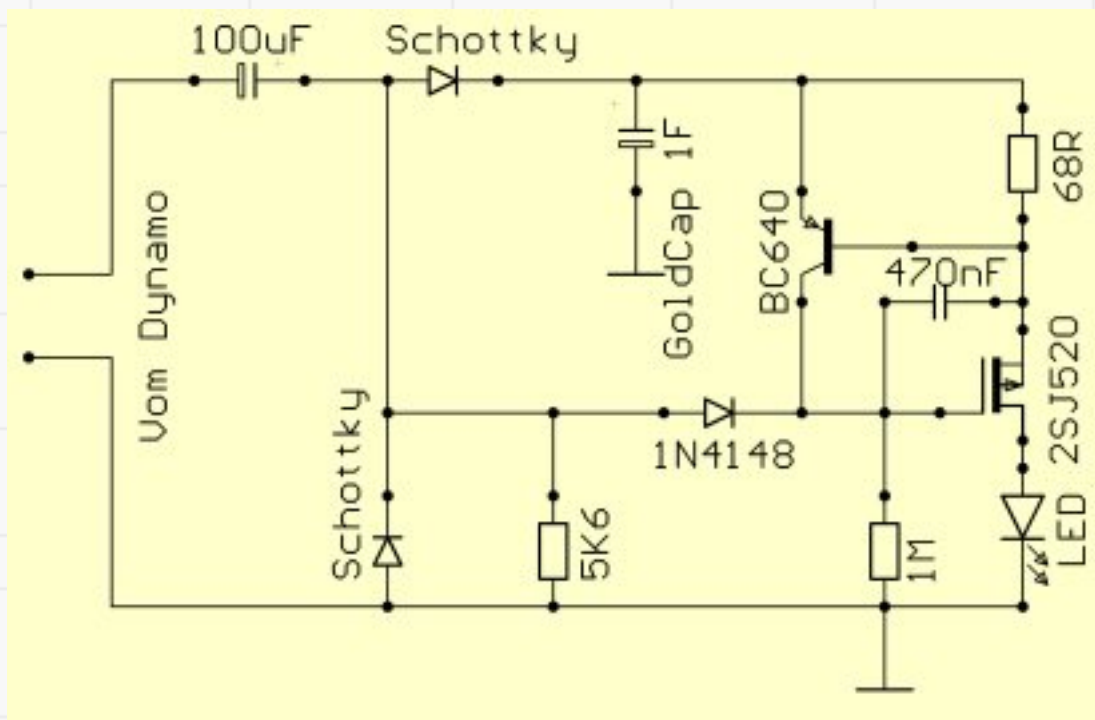 100uF
Schottky
Vom Dynamo
GoldCap 1F
BC640
68R
470nF
2SJ520
Schottky
1N4148
5K6
1M
LED